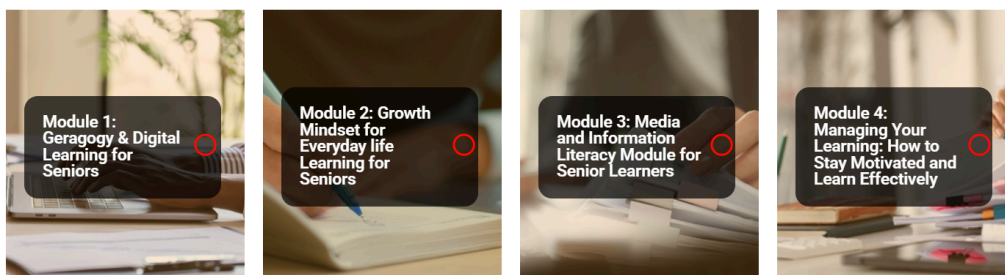 Module 1:
Geragogy & Digital
Learning for
Seniors
Module 2: Growth
Mindset for
Everyday life
Learning for
Seniors
Module 3: Media
and Information
Literacy Module for
Senior Learners
Module 4:
Managing Your
Learning: How to
Stay Motivated and
Learn Effectively